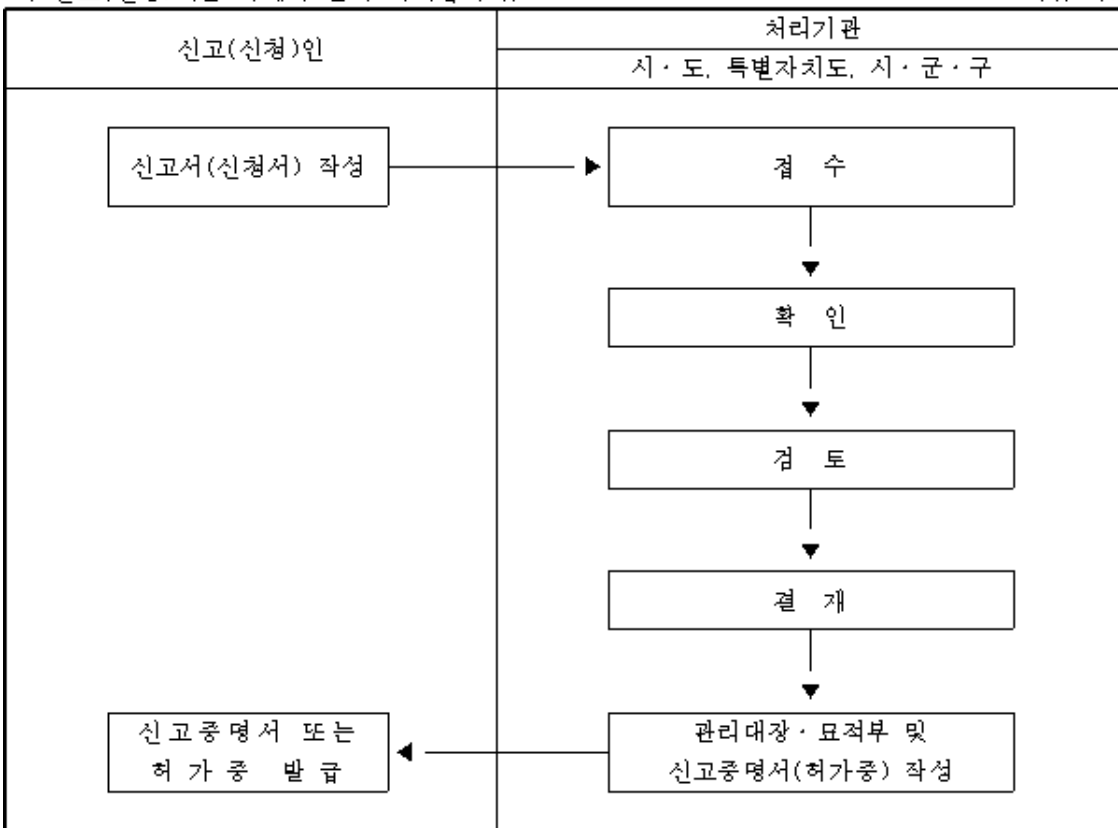 신고(신청)인
처리기관
시·도, 특별자치도, 시·군·구
신고서(신청서) 작성
접 수
확 인
검 토
결 재
신고증명서 또는
허 가 증 발 급
관리대장·묘적부 및
신고증명서(허가증) 작성